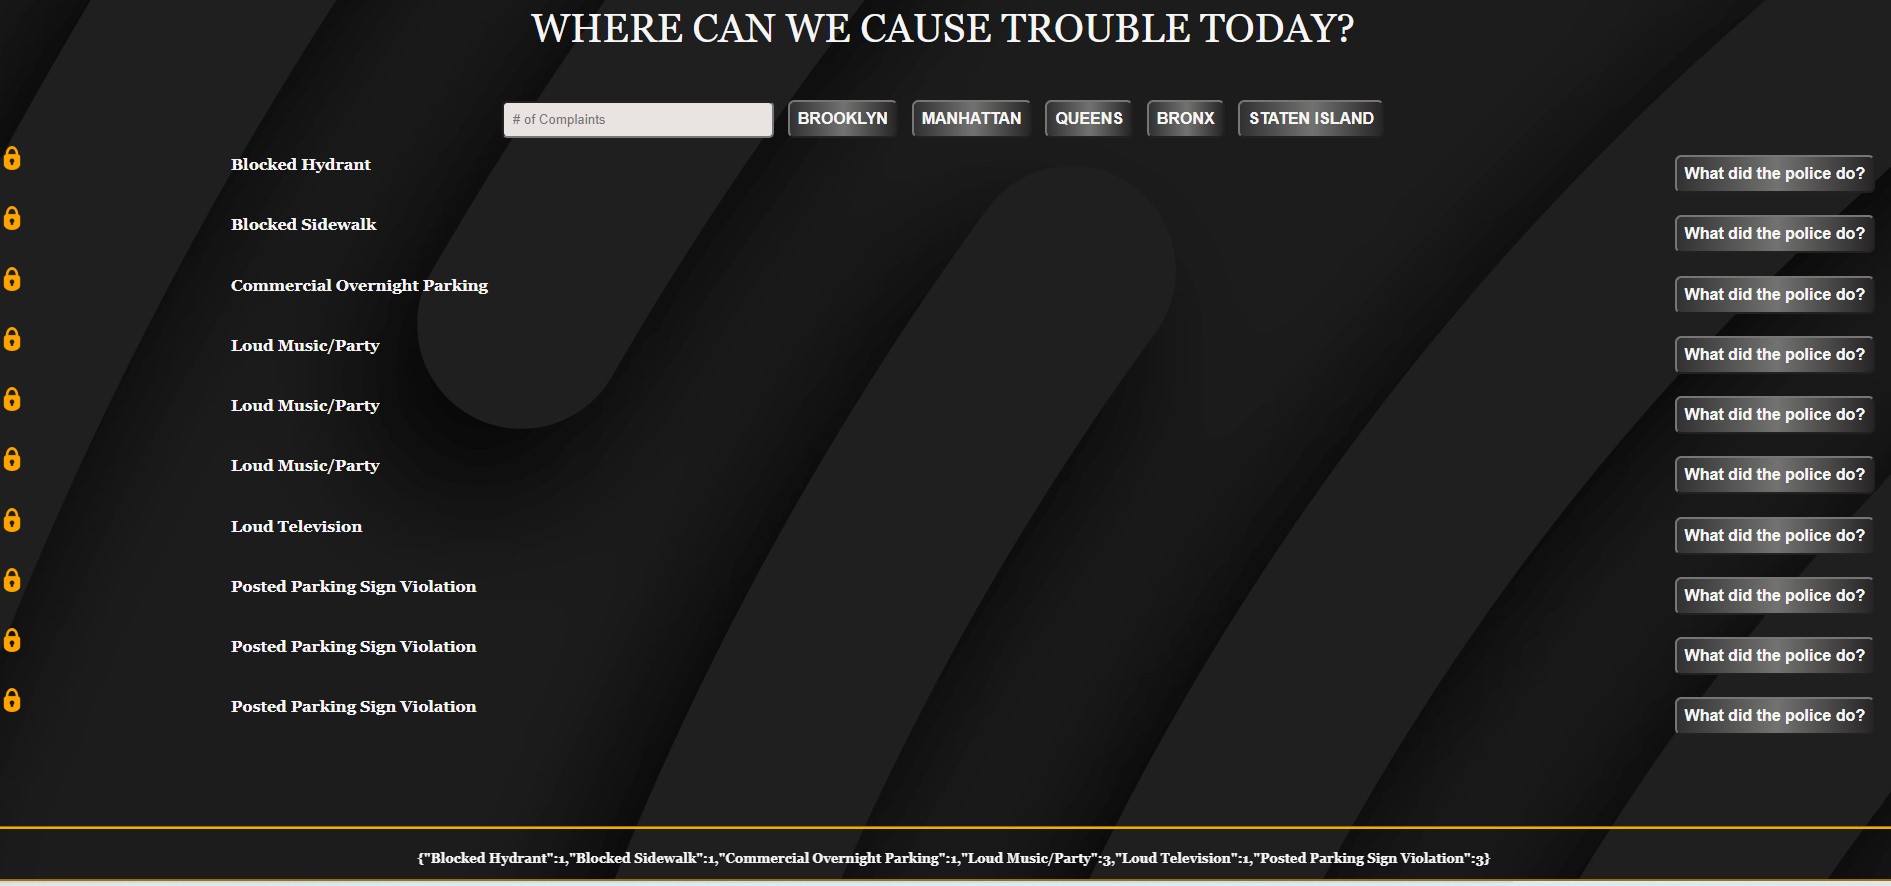 WHERE CAN WE CAUSE TROUBLE TODAY?
# of Complaints BROOKLYN MANHATTAN QUEENS BRONX STATEN ISLAND
Blocked Hydrant What did the police do?
Blocked Sidewalk What did the police do?
Commercial Overnight Parking What did the police do?
Loud Music/Party What did the police do?
Loud Music/Party What did the police do?
Loud Music/Party What did the police do?
Loud Television What did the police do?
Posted Parking Sign Violation What did the police do?
Posted Parking Sign Violation What did the police do?
Posted Parking Sign Violation What did the police do?
{"Blocked Hydrant":1,"Blocked Sidewalk":1,"Commercial Overnight Parking":1,"Loud Music/Party":3,"Loud Television":1,"Posted Parking Sign Violation":3}